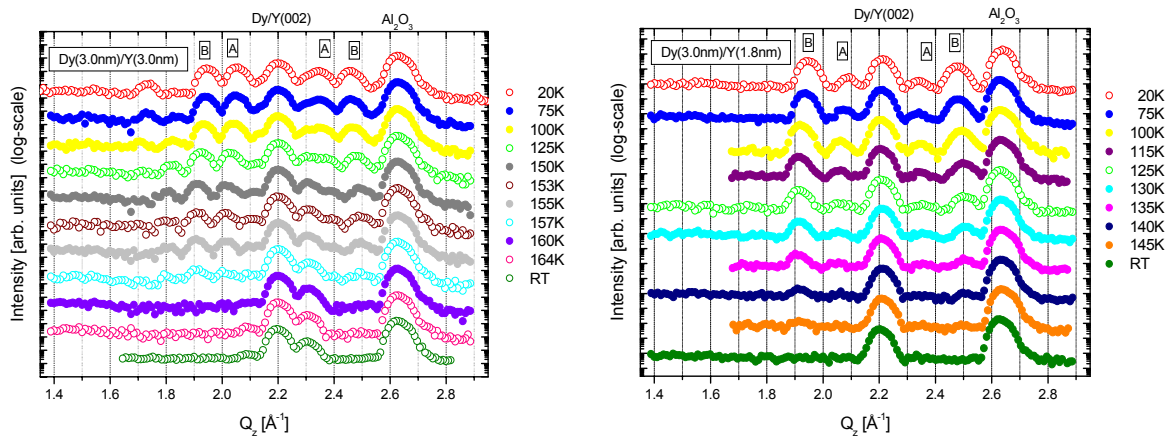 Dy/Y(002)
Al₂O₃
B
A
A
B
Dy(3.0nm)/Y(3.0nm)
Intensity [arb. units] (log-scale)
20K
75K
100K
125K
150K
153K
155K
157K
160K
164K
RT
1.4 1.6 1.8 2.0 2.2 2.4 2.6 2.8
Q_z [Å⁻¹]
Dy/Y(002)
Al₂O₃
B
A
A
B
Dy(3.0nm)/Y(1.8nm)
Intensity [arb. units] (log-scale)
20K
75K
100K
115K
125K
130K
135K
140K
145K
RT
1.4 1.6 1.8 2.0 2.2 2.4 2.6 2.8
Q_z [Å⁻¹]